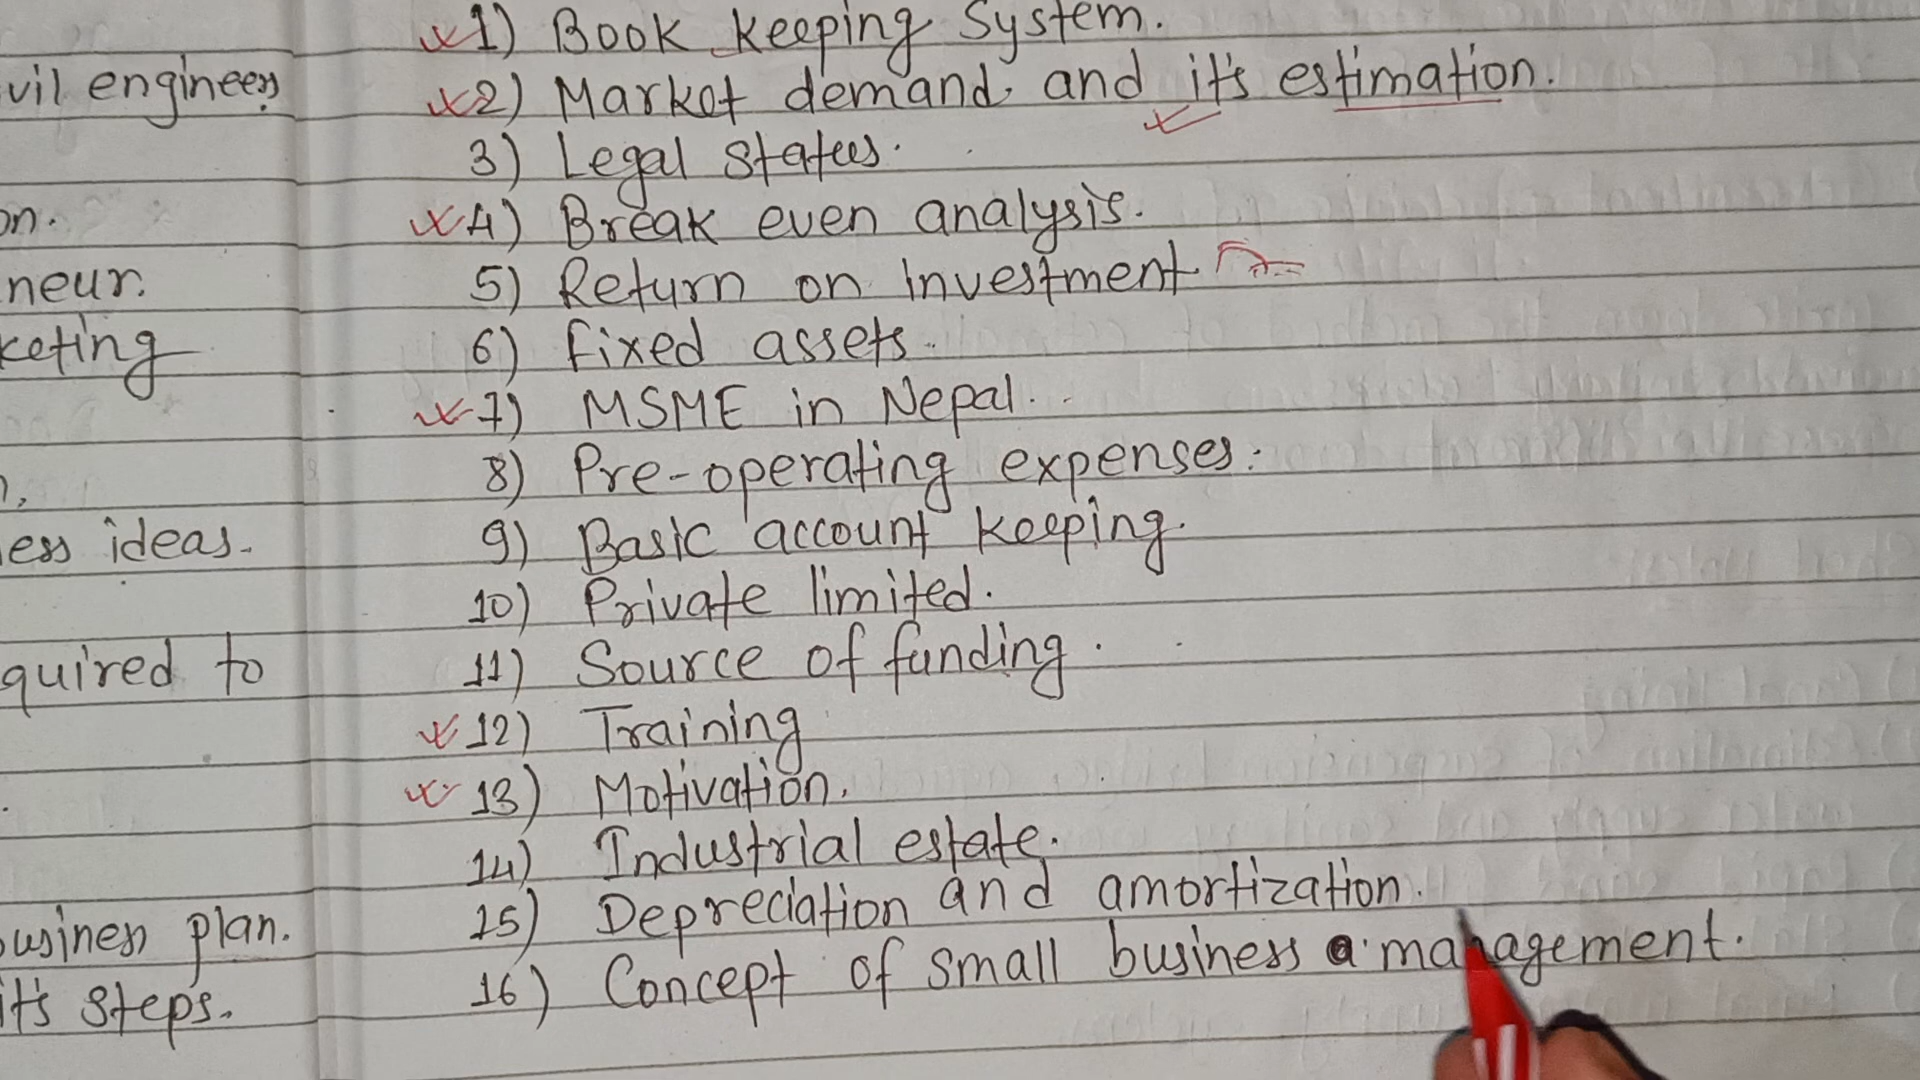 1) Book keeping System.
vil engineers
2) Market demand and it's estimation.
3) Legal status.
on.
4) Break even analysis.
neur.
5) Return on investment
keting
6) fixed assets.
7) MSME in Nepal.
8) Pre-operating expenses.
ess ideas.
9) Basic account keeping.
10) Private limited.
quired to
11) Source of funding.
12) Training
13) Motivation.
14) Industrial estate.
usiness plan.
15) Depreciation and amortization.
it's steps.
16) Concept of small business management.